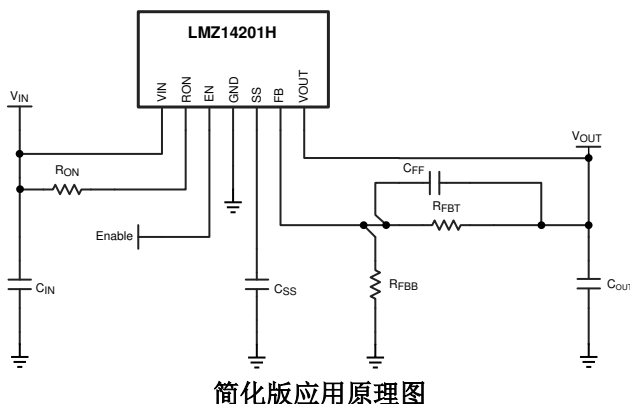 LMZ14201H
VIN
RON
EN
GND
SS
FB
VOUT
VIN
VOUT
RON
CFF
RFBT
Enable
CIN
CSS
RFBB
COUT
简化版应用原理图